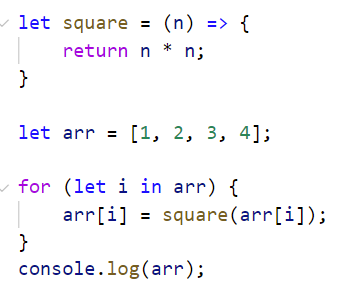 let square = (n) => {
    return n * n;
}
let arr = [1, 2, 3, 4];
for (let i in arr) {
    arr[i] = square(arr[i]);
}
console.log(arr);